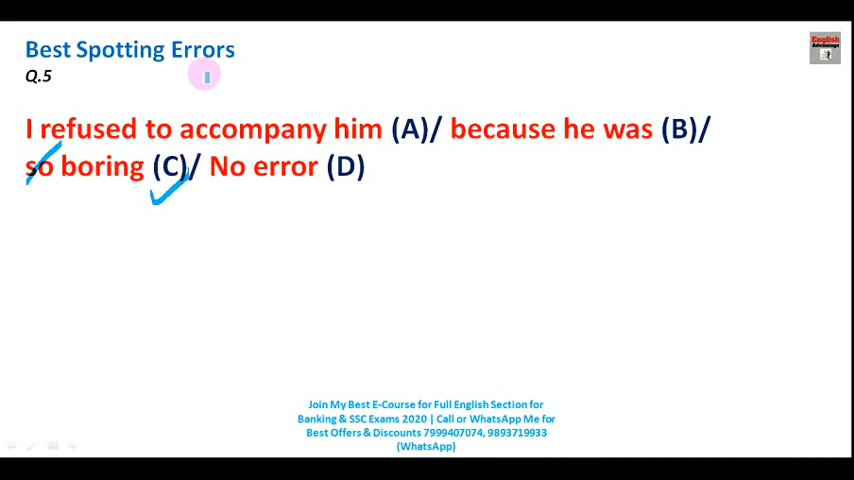 Best Spotting Errors
English
Advantage
Q.5
I refused to accompany him (A)/ because he was (B)/
so boring (C)/ No error (D)
Join My Best E-Course for Full English Section for
Banking & SSC Exams 2020 | Call or WhatsApp Me for
Best Offers & Discounts 7999407074, 9893719933
(WhatsApp)